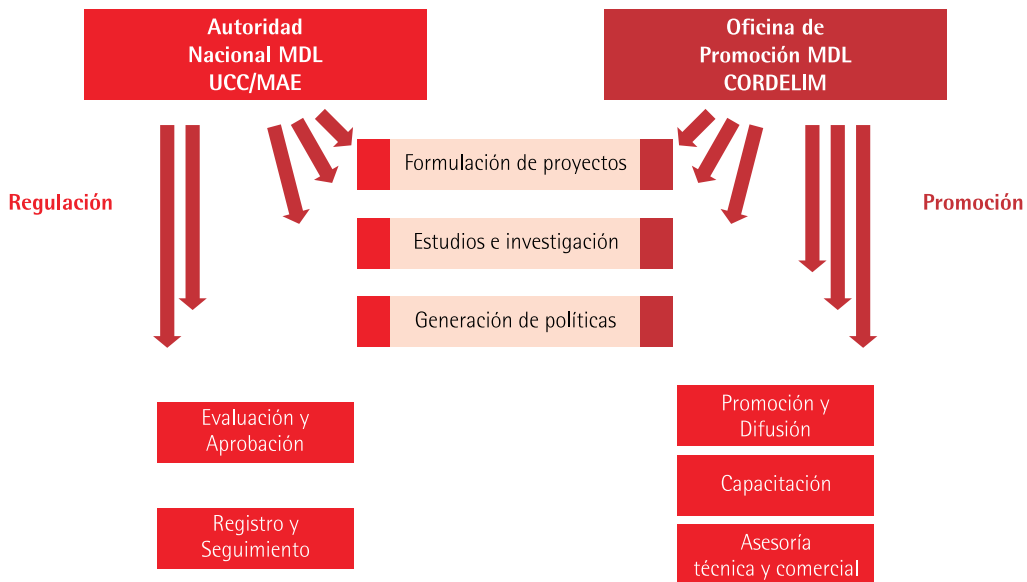 Autoridad
Nacional MDL
UCC/MAE
Oficina de
Promoción MDL
CORDELIM
Regulación
Formulación de proyectos
Estudios e investigación
Generación de políticas
Promoción
Evaluación y
Aprobación
Registro y
Seguimiento
Promoción y
Difusión
Capacitación
Asesoría
técnica y comercial